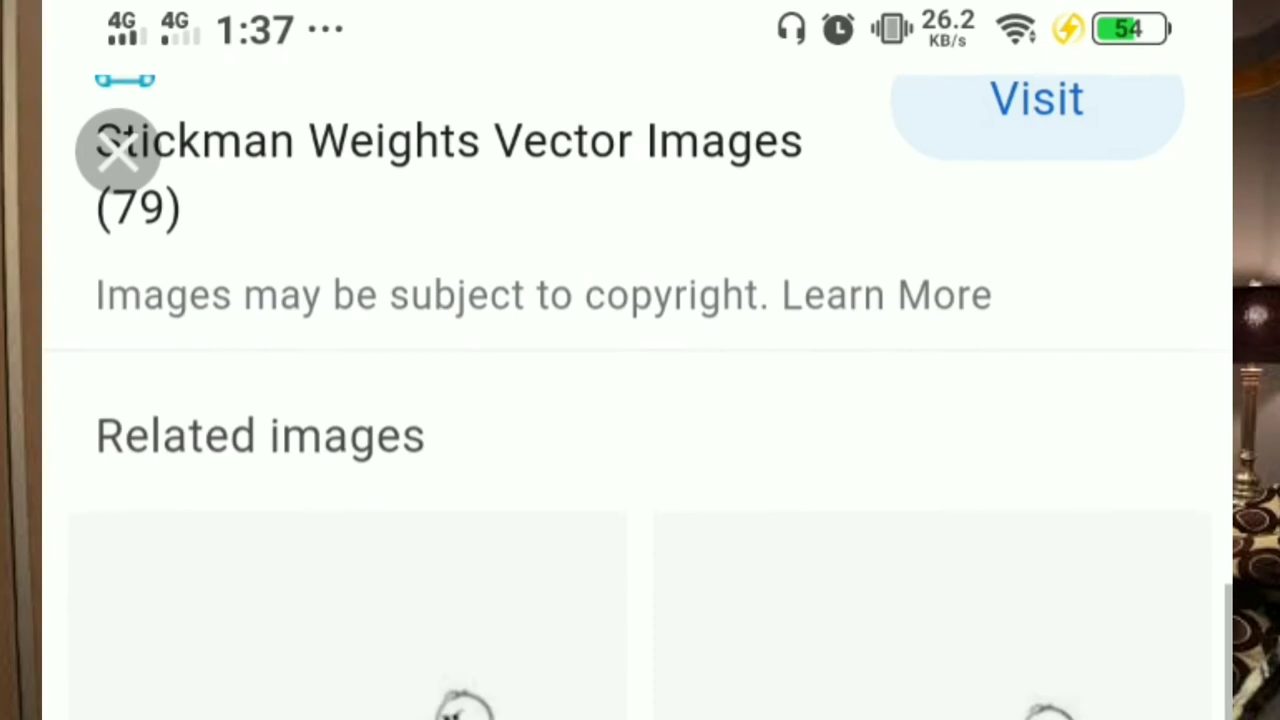 4G 4G 1:37 ... 26.2 KB/s 54
Visit
Stickman Weights Vector Images
(79)
Images may be subject to copyright. Learn More
Related images